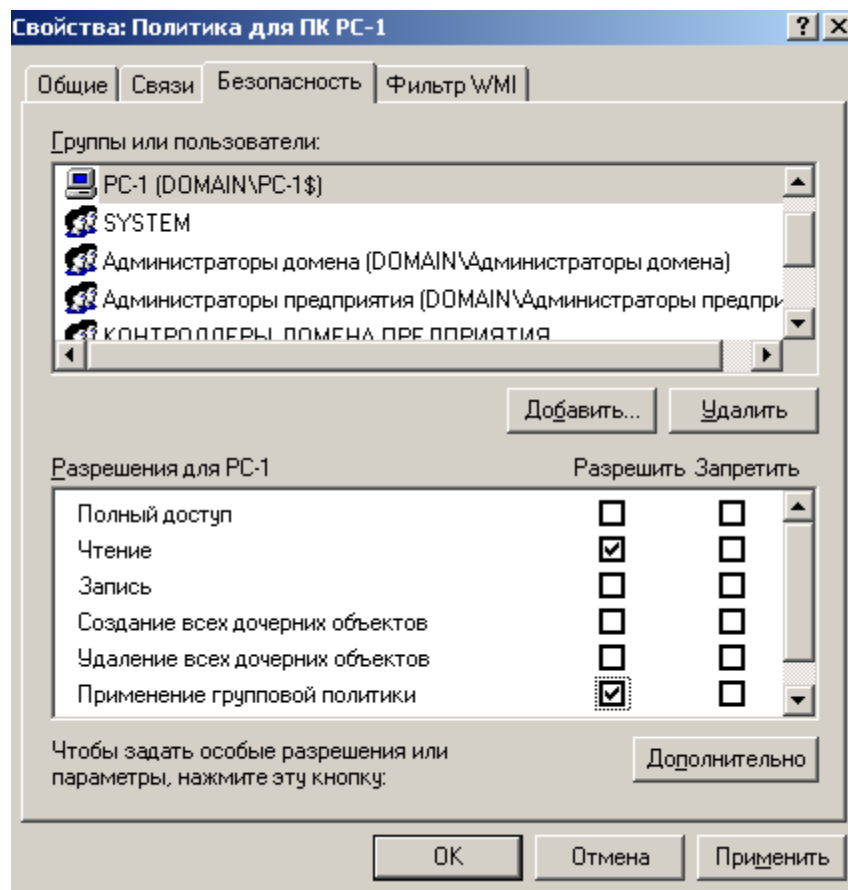 Свойства: Политика для ПК PC-1
Общие Связи Безопасность Фильтр WMI
Группы или пользователи:
PC-1 (DOMAIN\PC-1$)
SYSTEM
Администраторы домена (DOMAIN\Администраторы домена)
Администраторы предприятия (DOMAIN\Администраторы предпри
КОНТРОЛЛЕРЫ ДОМЕНА ПРЕДПРИЯТИЯ
Добавить... Удалить
Разрешения для PC-1 Разрешить Запретить
Полный доступ
Чтение
Запись
Создание всех дочерних объектов
Удаление всех дочерних объектов
Применение групповой политики
Чтобы задать особые разрешения или
параметры, нажмите эту кнопку:
Дополнительно
OK Отмена Применить